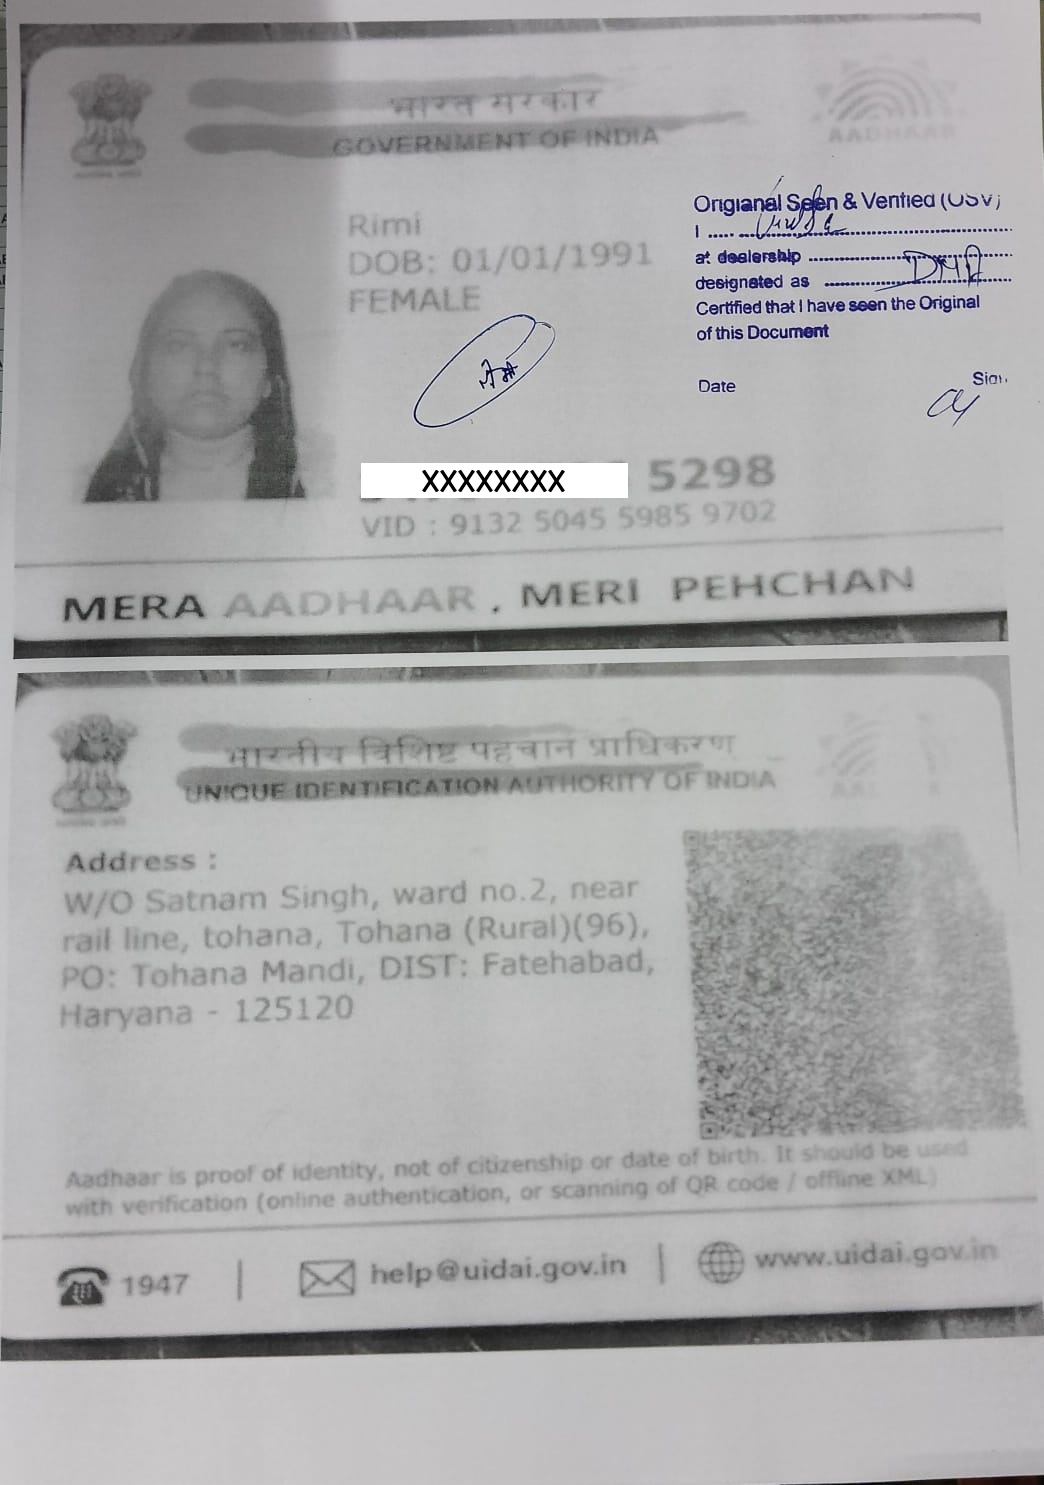 भारत सरकार
GOVERNMENT OF INDIA
AADHAAR
Rimi
DOB: 01/01/1991
FEMALE
Origianal Seen & Verified (OSV)
I
at dealership
designated as
Certified that I have seen the Original
of this Document
Date
XXXXXXXX 5298
VID : 9132 5045 5985 9702
MERA AADHAAR, MERI PEHCHAN
भारतीय विशिष्ट पहचान प्राधिकरण
UNIQUE IDENTIFICATION AUTHORITY OF INDIA
Address :
W/O Satnam Singh, ward no.2, near
rail line, tohana, Tohana (Rural)(96),
PO: Tohana Mandi, DIST: Fatehabad,
Haryana - 125120
Aadhaar is proof of identity, not of citizenship or date of birth. It should be used
with verification (online authentication, or scanning of QR code / offline XML)
1947 | help@uidai.gov.in | www.uidai.gov.in